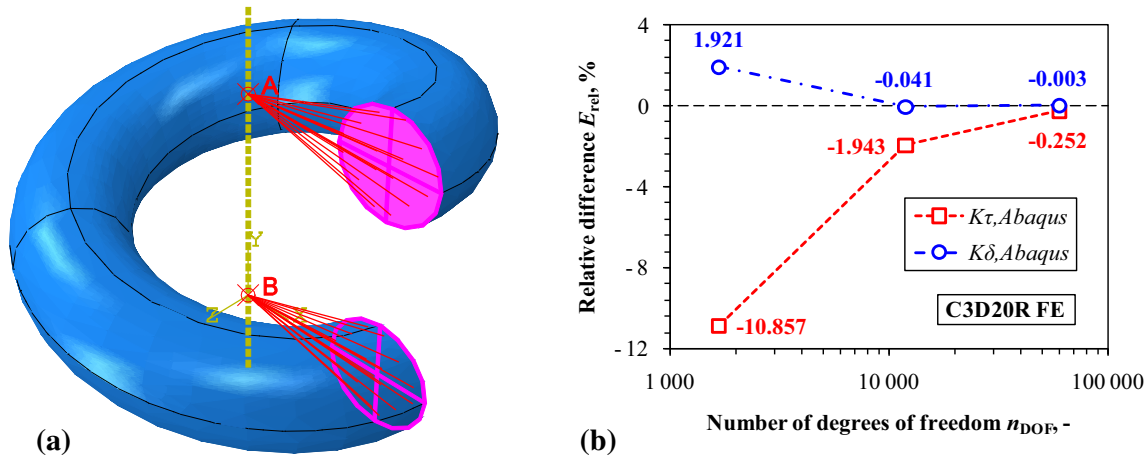 A
Y
B
Z
(a)
4
0
-4
-8
-12
Relative difference Erel, %
1.921
-0.041
-0.003
-1.943
-0.252
-10.857
Kτ,Abaqus
Kδ,Abaqus
C3D20R FE
1 000
10 000
100 000
Number of degrees of freedom nDOF, -
(b)